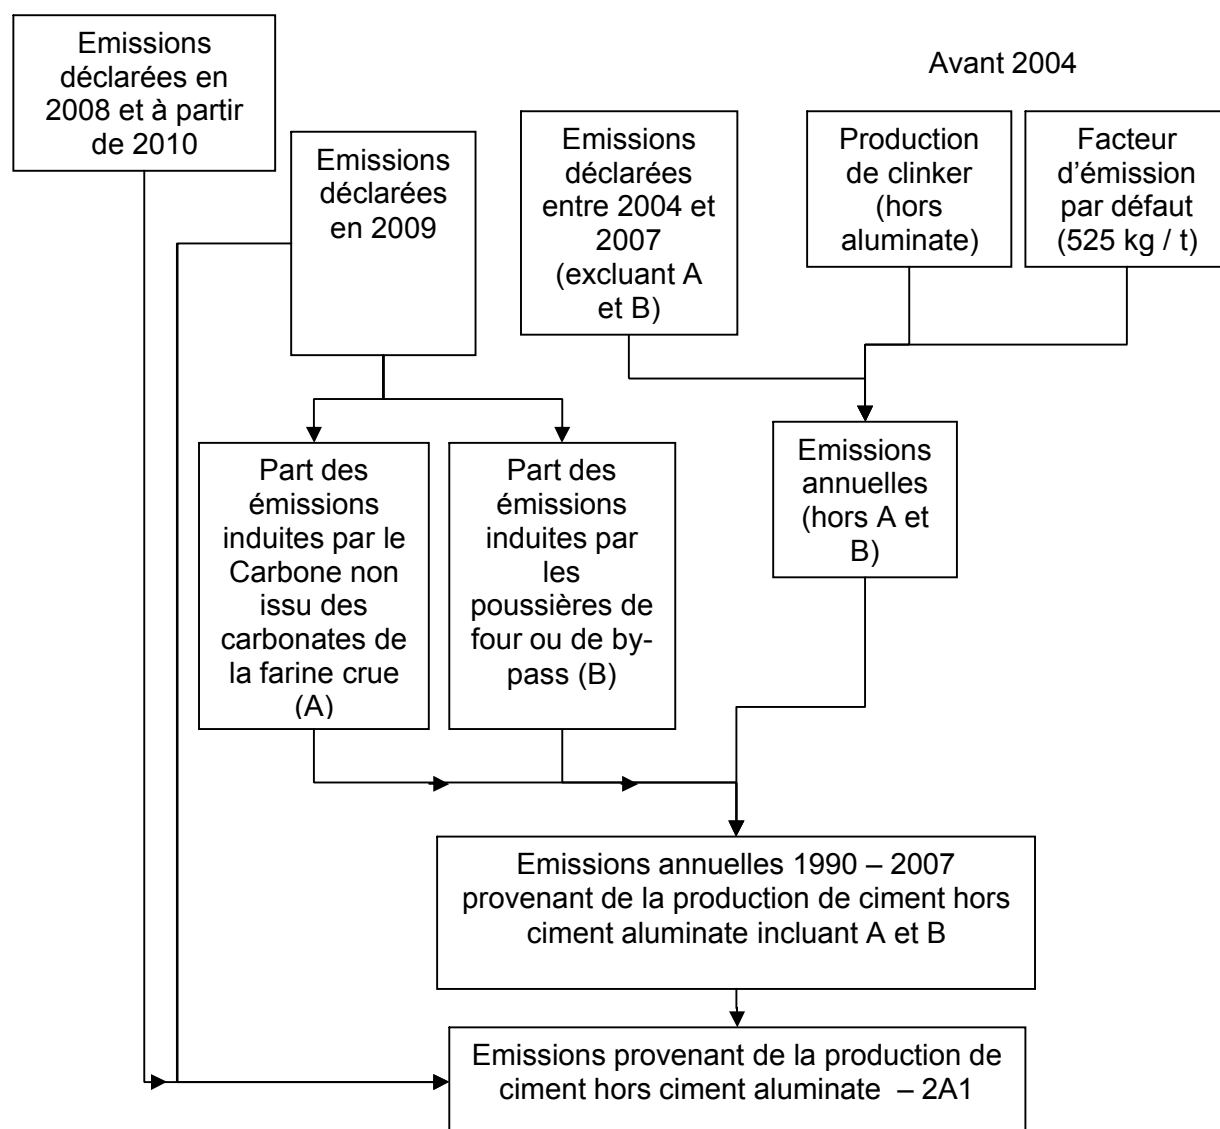 Emissions
déclarées en
2008 et à partir
de 2010
Avant 2004
Emissions
déclarées
en 2009
Emissions
déclarées
entre 2004 et
2007
(excluant A
et B)
Production
de clinker
(hors
aluminate)
Facteur
d'émission
par défaut
(525 kg / t)
Part des
émissions
induites par le
Carbone non
issu des
carbonates de
la farine crue
(A)
Part des
émissions
induites par
les
poussières de
four ou de by-
pass (B)
Emissions
annuelles
(hors A et
B)
Emissions annuelles 1990 – 2007
provenant de la production de ciment hors
ciment aluminate incluant A et B
Emissions provenant de la production de
ciment hors ciment aluminate – 2A1